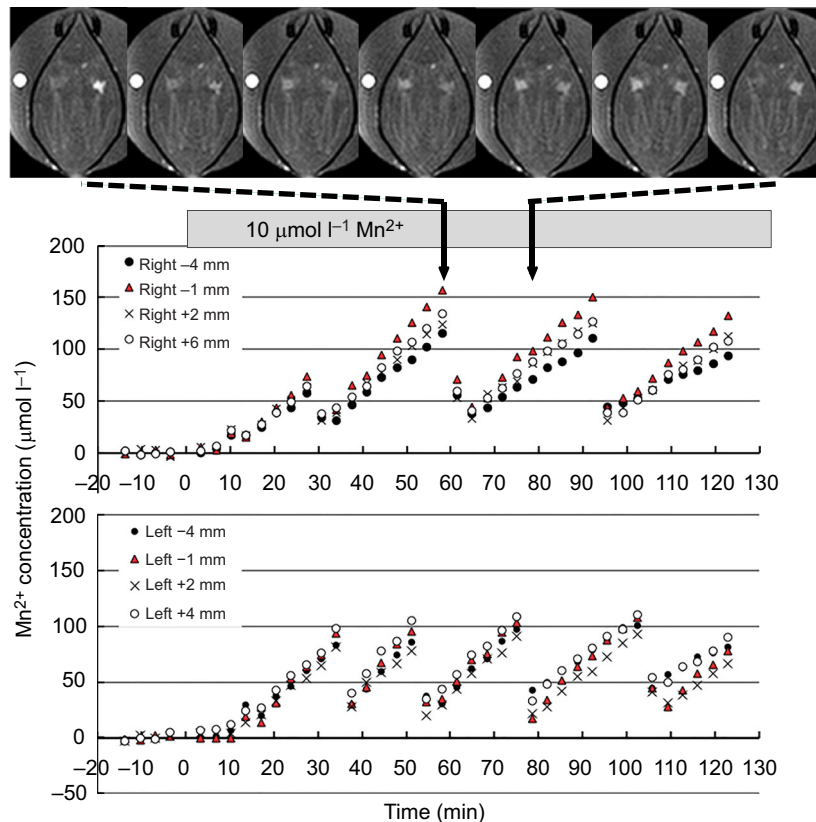 10 μmol l⁻¹ Mn²⁺
Mn²⁺ concentration (μmol l⁻¹)
200
150
100
50
0
Right –4 mm
Right –1 mm
Right +2 mm
Right +6 mm
–20 –10 0 10 20 30 40 50 60 70 80 90 100 110 120 130
200
150
100
50
0
–50
Left −4 mm
Left −1 mm
Left +2 mm
Left +4 mm
–20 –10 0 10 20 30 40 50 60 70 80 90 100 110 120 130
Time (min)